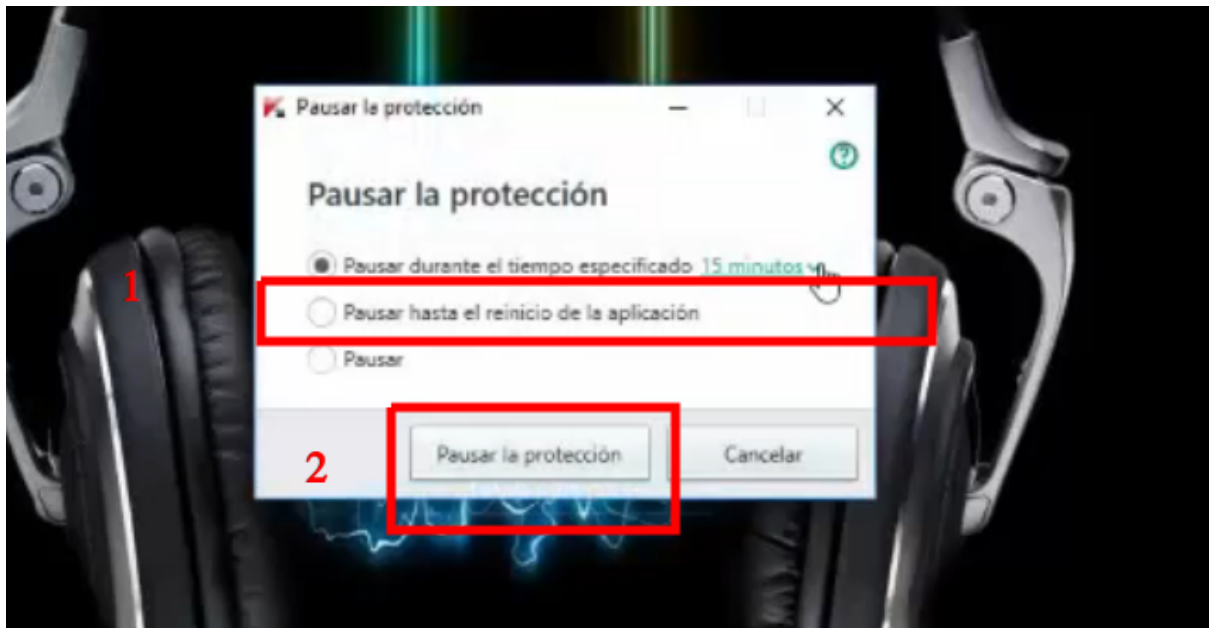 Pausar la protección
Pausar la protección
Pausar durante el tiempo especificado 15 minutos
1
Pausar hasta el reinicio de la aplicación
Pausar
2
Pausar la protección
Cancelar